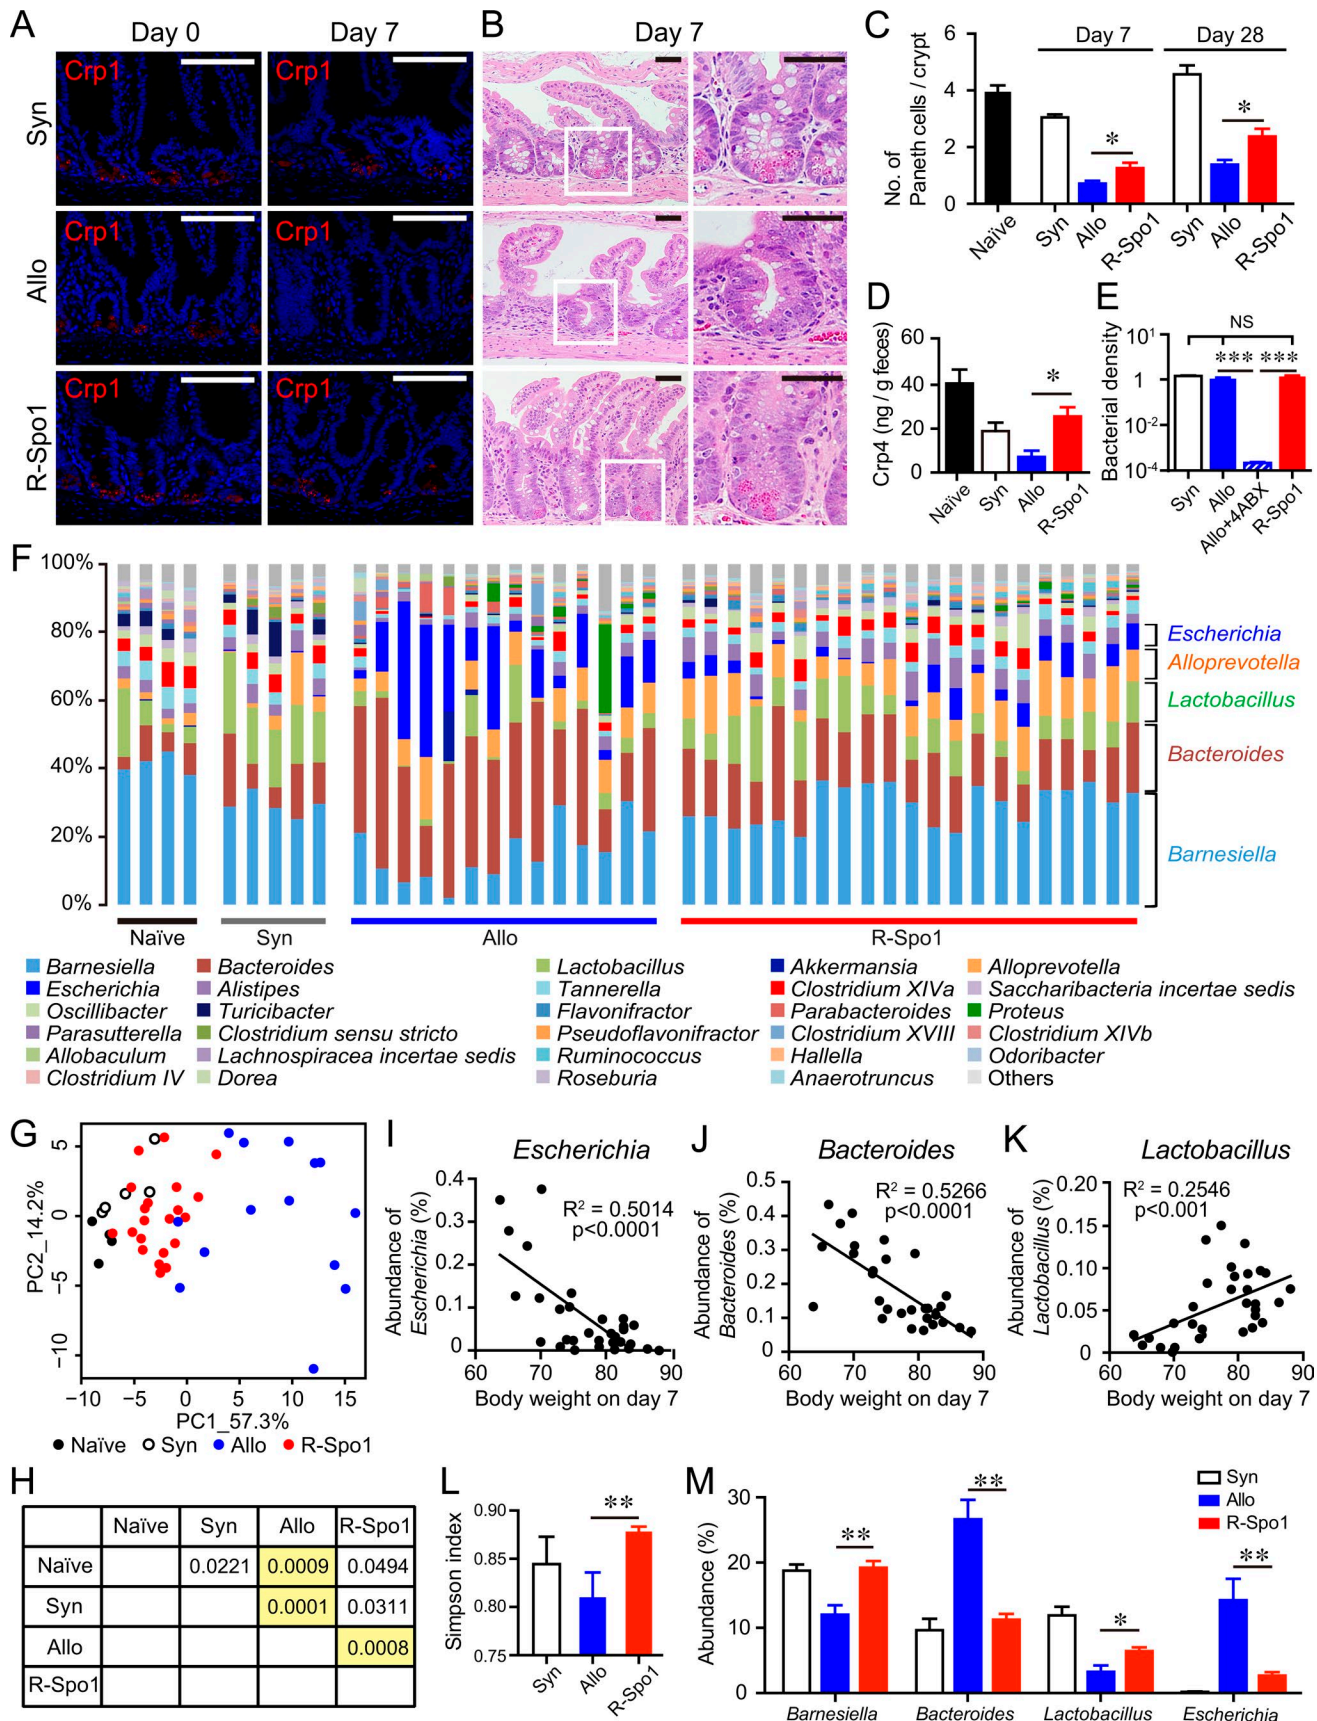 A
Day 0
Day 7
Syn
Crp1
Crp1
Allo
Crp1
Crp1
R-Spo1
Crp1
Crp1
B
Day 7
C
Day 7
Day 28
No. of
Paneth cells / crypt
6
4
2
0
*
*
Naïve
Syn
Allo
R-Spo1
Syn
Allo
R-Spo1
D
Crp4 (ng / g feces)
60
40
20
0
*
Naïve
Syn
Allo
R-Spo1
E
Bacterial density
10¹
1
10⁻²
10⁻⁴
NS
*** ***
Syn
Allo
Allo+4ABX
R-Spo1
F
100%
80%
60%
40%
20%
0%
Escherichia
Alloprevotella
Lactobacillus
Bacteroides
Barnesiella
Naïve
Syn
Allo
R-Spo1
Barnesiella Bacteroides Lactobacillus Akkermansia Alloprevotella
Escherichia Alistipes Tannerella Clostridium XIVa Saccharibacteria incertae sedis
Oscillibacter Turicibacter Flavonifractor Parabacteroides Proteus
Parasutterella Clostridium sensu stricto Pseudoflavonifractor Clostridium XVIII Clostridium XIVb
Allobaculum Lachnospiracea incertae sedis Ruminococcus Hallella Odoribacter
Clostridium IV Dorea Roseburia Anaerotruncus Others
G
PC2_14.2%
5
0
−5
−10
−10 −5 0 5 10 15
PC1_57.3%
Naïve Syn Allo R-Spo1
I
Escherichia
Abundance of
Escherichia (%)
0.4
0.3
0.2
0.1
0
R² = 0.5014
p<0.0001
60 70 80 90
Body weight on day 7
J
Bacteroides
Abundance of
Bacteroides (%)
0.5
0.4
0.3
0.2
0.1
0
R² = 0.5266
p<0.0001
60 70 80 90
Body weight on day 7
K
Lactobacillus
Abundance of
Lactobacillus (%)
0.20
0.15
0.10
0.05
0
R² = 0.2546
p<0.001
60 70 80 90
Body weight on day 7
H
Naïve Syn Allo R-Spo1
Naïve 0.0221 0.0009 0.0494
Syn 0.0001 0.0311
Allo 0.0008
R-Spo1
L
Simpson index
0.90
0.85
0.80
0.75
**
Syn
Allo
R-Spo1
M
Abundance (%)
30
20
10
0
**
**
*
**
Syn
Allo
R-Spo1
Barnesiella Bacteroides Lactobacillus Escherichia